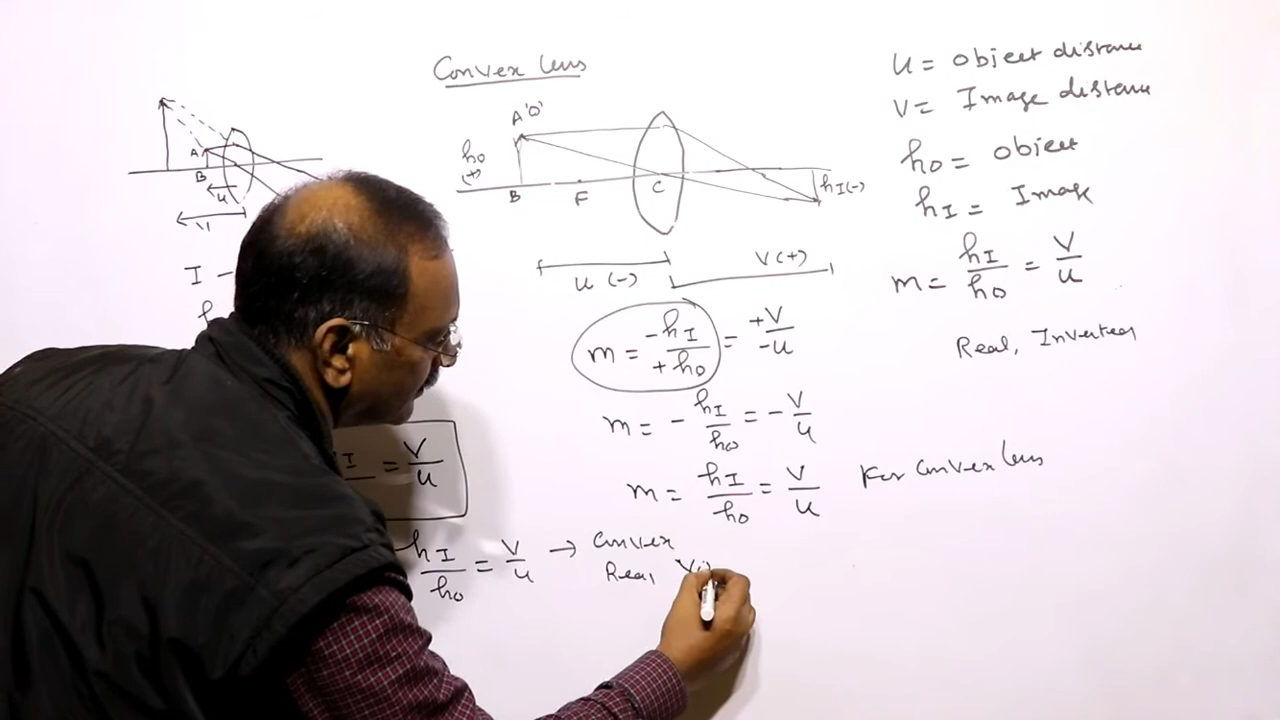 Convex lens
u = object distance
v = Image distance
ho = object
hI = Image
m = hI/ho = v/u
Real, Inverted
A'O'
ho
(+)
B
F
C
hI(-)
u (-)
v (+)
m = -hI/+ho = +v/-u
m = - hI/ho = - v/u
m = hI/ho = v/u For Convex lens
A
B
u
v
I -
h
I = v/u
hI/ho = v/u → Convex
Real, Vi